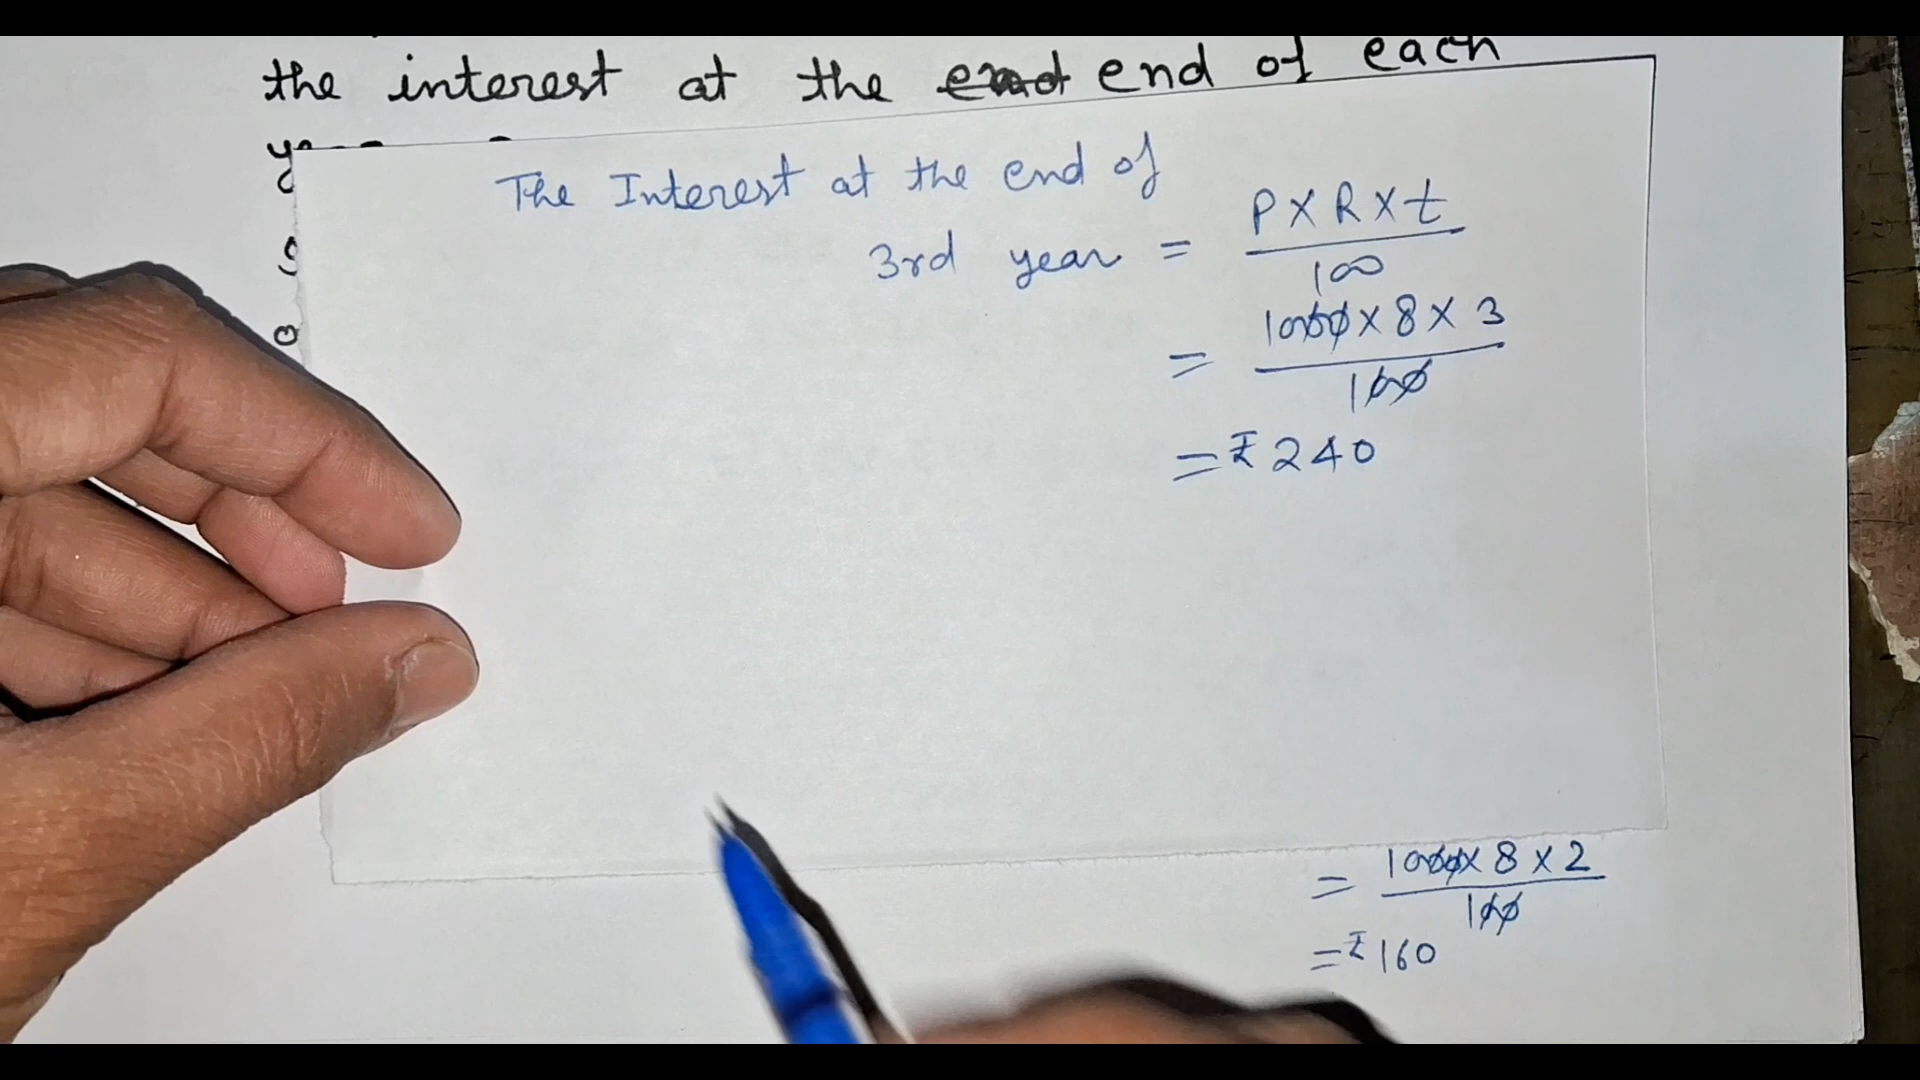 the interest at the end end of each
The Interest at the end of
3rd year = P X R X t / 100
= 1000 x 8 x 3 / 100
= ₹ 240
= 1000 x 8 x 2 / 100
= ₹ 160